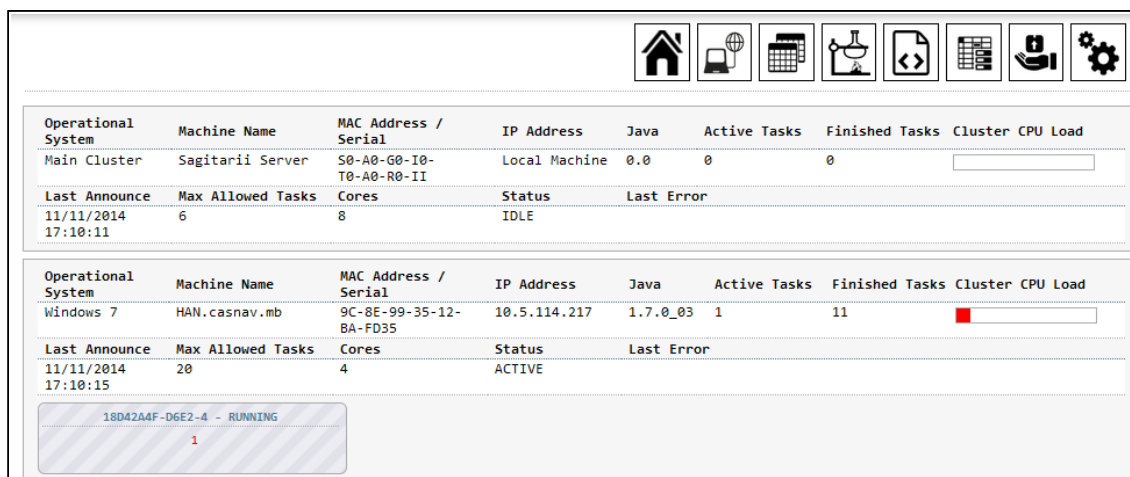 Operational System Machine Name MAC Address / Serial IP Address Java Active Tasks Finished Tasks Cluster CPU Load
Main Cluster Sagitarii Server S0-A0-G0-I0-T0-A0-R0-II Local Machine 0.0 0 0
Last Announce Max Allowed Tasks Cores Status Last Error
11/11/2014 17:10:11 6 8 IDLE
Operational System Machine Name MAC Address / Serial IP Address Java Active Tasks Finished Tasks Cluster CPU Load
Windows 7 HAN.casnav.mb 9C-8E-99-35-12-BA-FD35 10.5.114.217 1.7.0_03 1 11
Last Announce Max Allowed Tasks Cores Status Last Error
11/11/2014 17:10:15 20 4 ACTIVE
18D42A4F-D6E2-4 - RUNNING
1